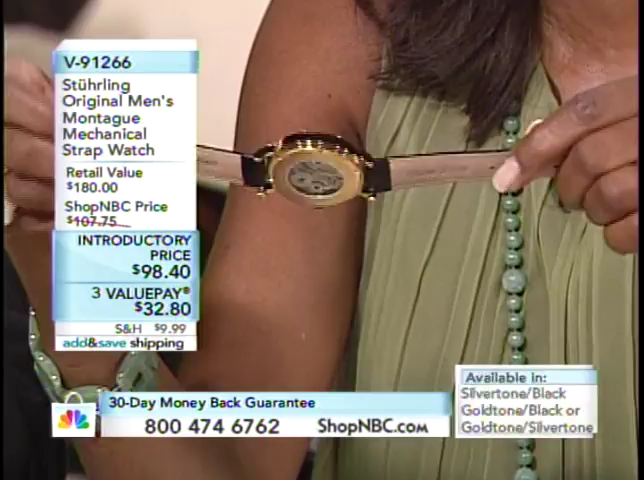 V-91266
Stührling
Original Men's
Montague
Mechanical
Strap Watch
Retail Value
$180.00
ShopNBC Price
$107.75
INTRODUCTORY
PRICE
$98.40
3 VALUEPAY®
$32.80
S&H $9.99
add&save shipping
30-Day Money Back Guarantee
800 474 6762 ShopNBC.com
Available in:
Silvertone/Black
Goldtone/Black or
Goldtone/Silvertone